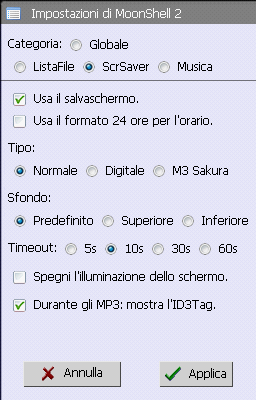 Impostazioni di MoonShell 2
Categoria: Globale
ListaFile ScrSaver Musica
Usa il salvaschermo.
Usa il formato 24 ore per l'orario.
Tipo:
Normale Digitale M3 Sakura
Sfondo:
Predefinito Superiore Inferiore
Timeout: 5s 10s 30s 60s
Spegni l'illuminazione dello schermo.
Durante gli MP3: mostra l'ID3Tag.
Annulla Applica